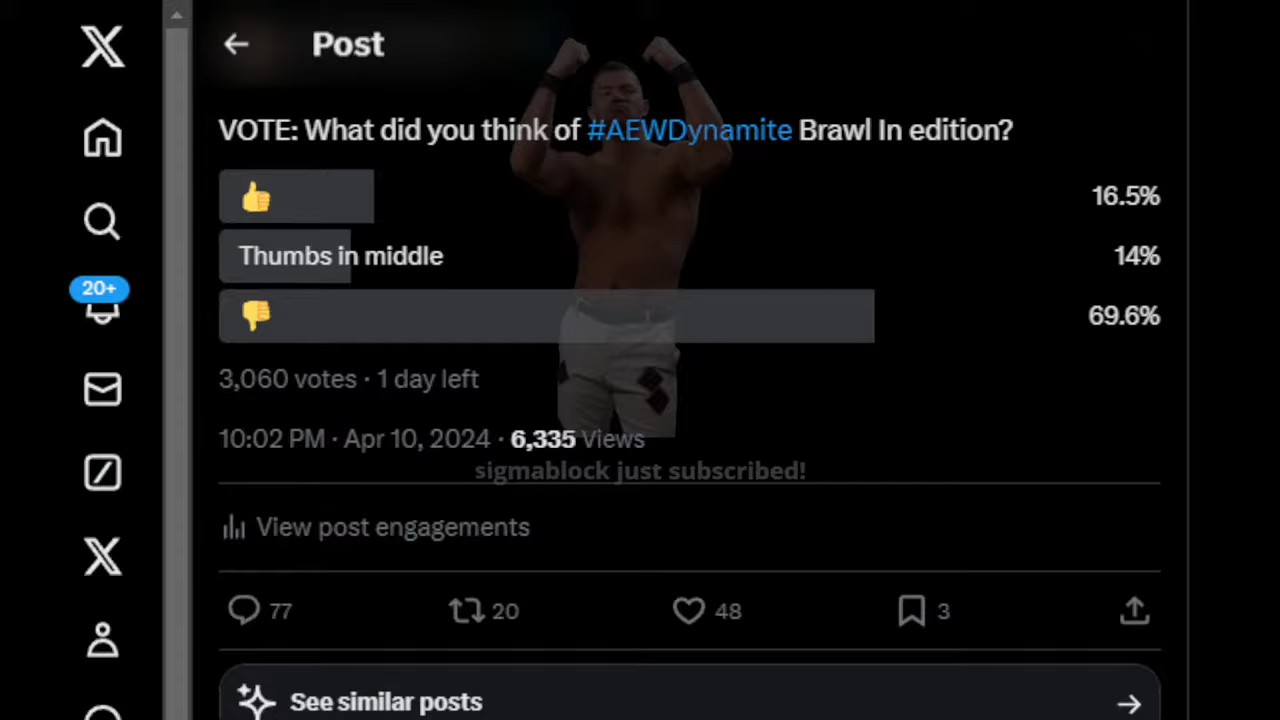 Post
VOTE: What did you think of #AEWDynamite Brawl In edition?
👍 16.5%
Thumbs in middle 14%
20+
👎 69.6%
3,060 votes · 1 day left
10:02 PM · Apr 10, 2024 · 6,335 Views
sigmablock just subscribed!
View post engagements
77 20 48 3
See similar posts